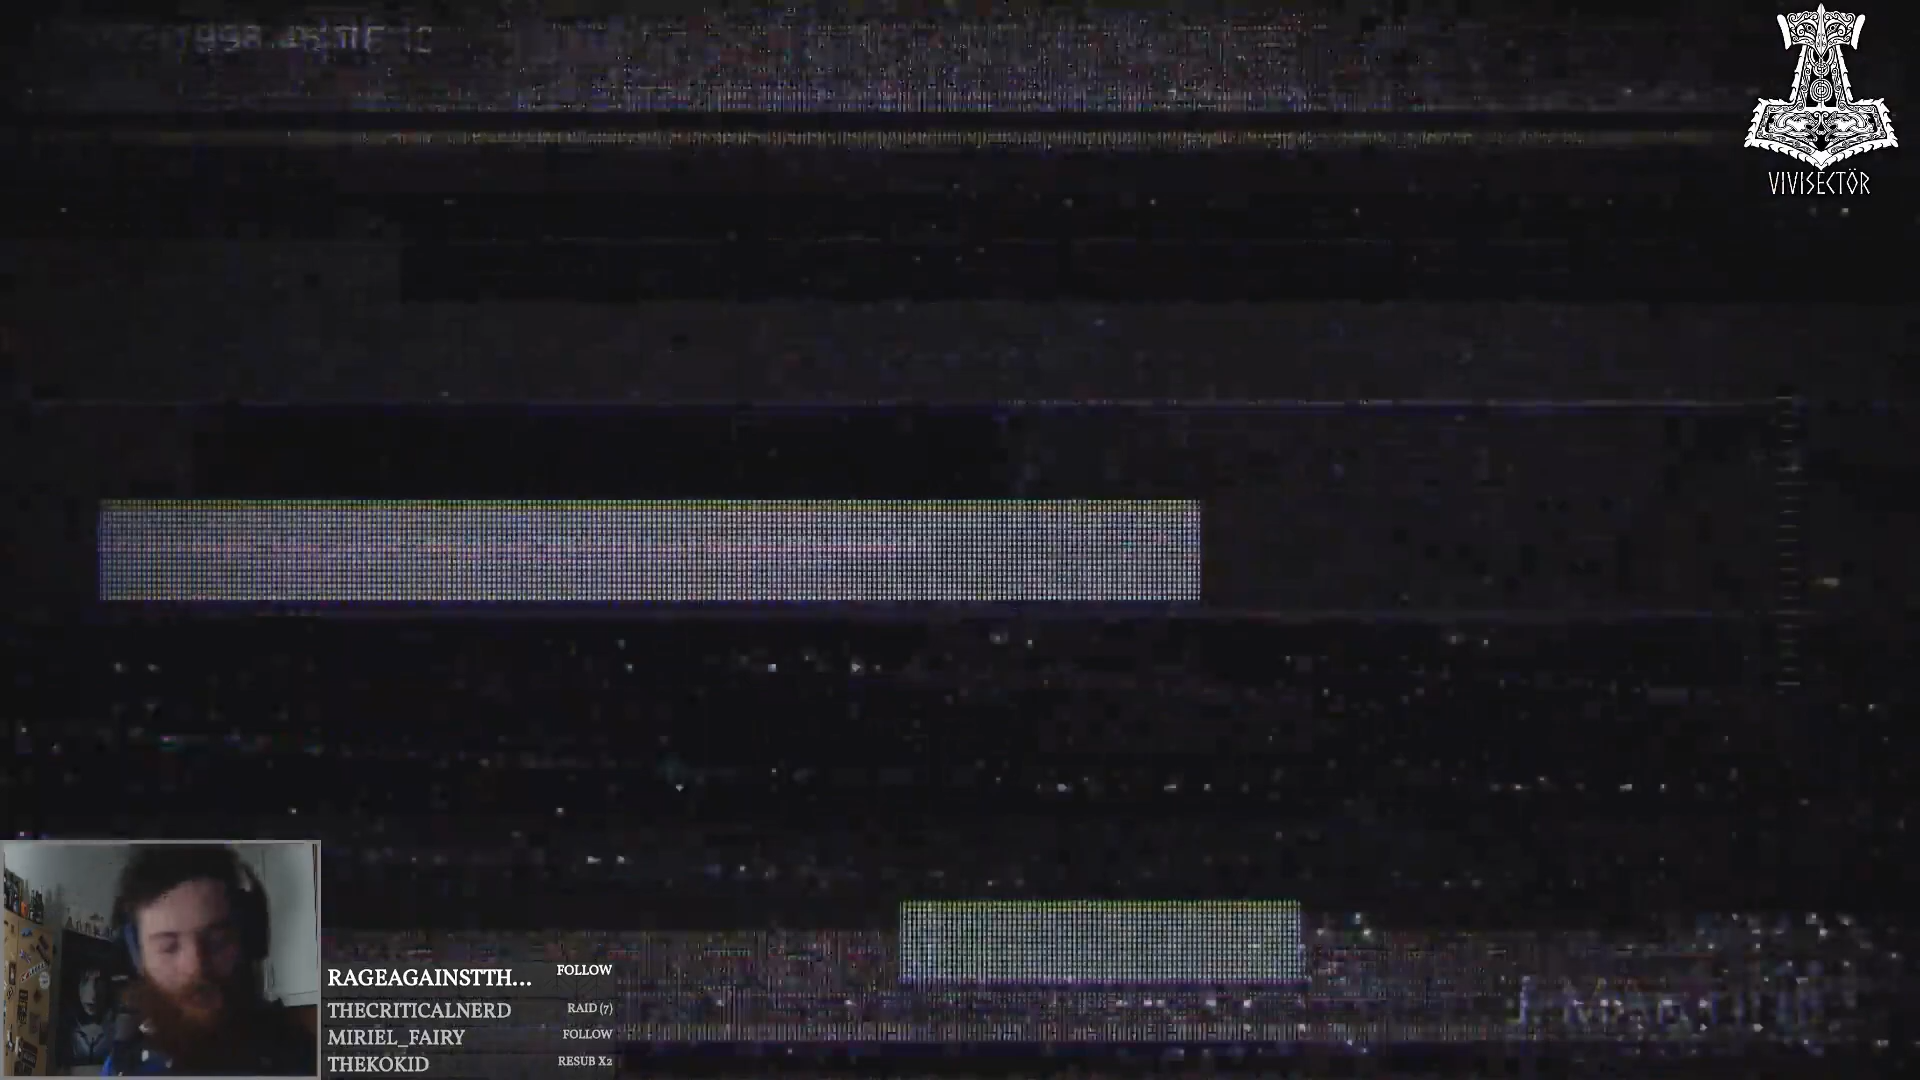 VIVISECTÖR
RAGEAGAINSTTH... FOLLOW
THECRITICALNERD RAID (7)
MIRIEL_FAIRY FOLLOW
THEKOKID RESUB X2